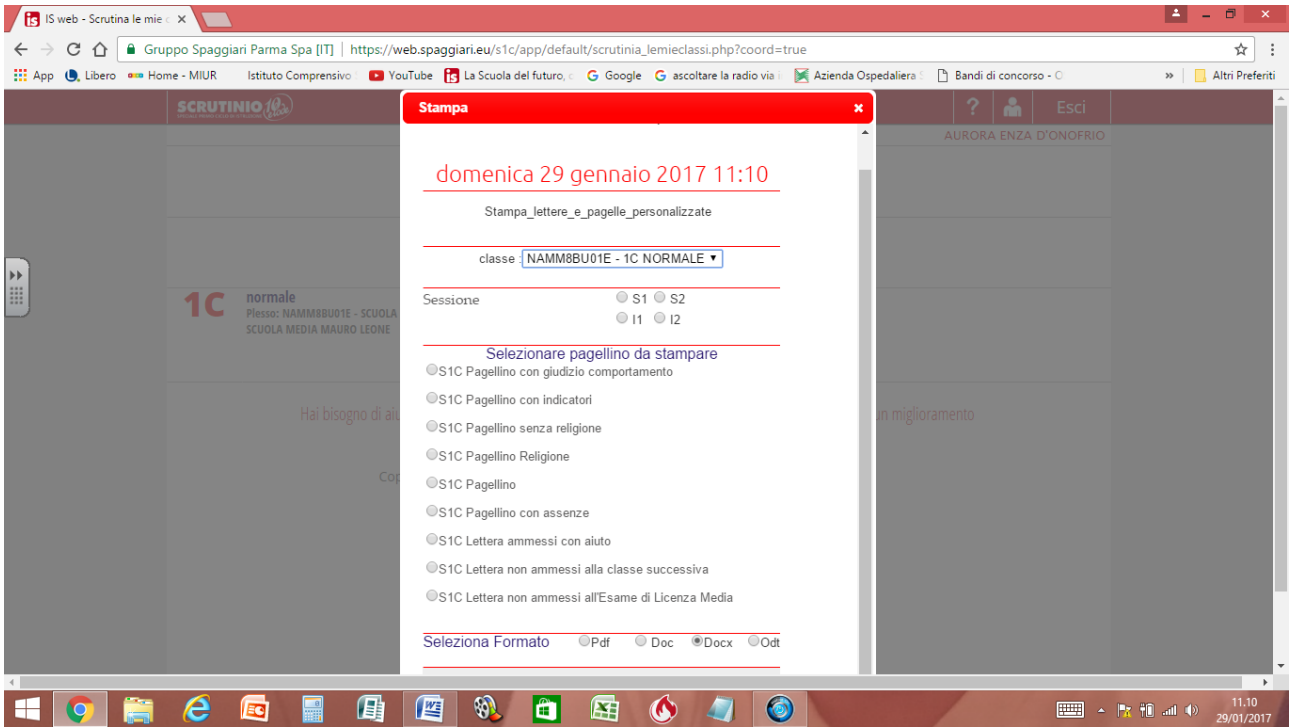 IS web - Scrutina le mie c
Gruppo Spaggiari Parma Spa [IT] | https://web.spaggiari.eu/s1c/app/default/scrutinia_lemieclassi.php?coord=true
App Libero Home - MIUR Istituto Comprensivo YouTube La Scuola del futuro, Google ascoltare la radio via i Azienda Ospedaliera Bandi di concorso - » Altri Preferiti
SCRUTINIO 10 Stampa × ? Esci
AURORA ENZA D'ONOFRIO
domenica 29 gennaio 2017 11:10
Stampa_lettere_e_pagelle_personalizzate
classe : NAMM8BU01E - 1C NORMALE
1C normale
Plesso: NAMM8BU01E - SCUOLA
SCUOLA MEDIA MAURO LEONE
Sessione S1 S2
I1 I2
Selezionare pagellino da stampare
S1C Pagellino con giudizio comportamento
S1C Pagellino con indicatori
Hai bisogno di aiu un miglioramento
S1C Pagellino senza religione
S1C Pagellino Religione
Cop
S1C Pagellino
S1C Pagellino con assenze
S1C Lettera ammessi con aiuto
S1C Lettera non ammessi alla classe successiva
S1C Lettera non ammessi all'Esame di Licenza Media
Seleziona Formato Pdf Doc Docx Odt
11.10
29/01/2017